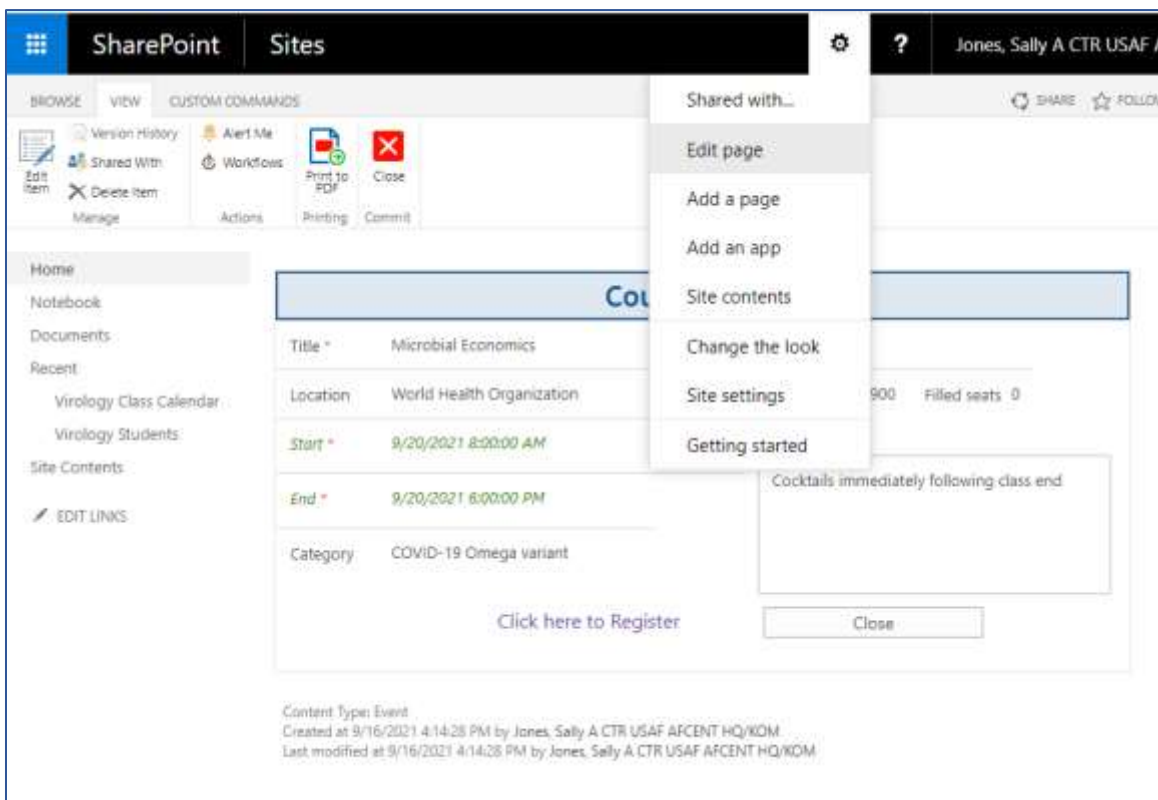 SharePoint Sites ? Jones, Sally A CTR USAF
BROWSE VIEW CUSTOM COMMANDS SHARE FOLLOW
Edit Item
Version History
Shared With
Delete Item
Manage
Alert Me
Workflows
Actions
Print to PDF
Printing
Close
Commit
Shared with...
Edit page
Add a page
Add an app
Site contents
Change the look
Site settings
Getting started
Home
Notebook
Documents
Recent
Virology Class Calendar
Virology Students
Site Contents
EDIT LINKS
Cou
Title * Microbial Economics
Location World Health Organization 900 Filled seats 0
Start * 9/20/2021 8:00:00 AM
End * 9/20/2021 6:00:00 PM
Category COVID-19 Omega variant
Cocktails immediately following class end
Click here to Register
Close
Content Type: Event
Created at 9/16/2021 4:14:28 PM by Jones, Sally A CTR USAF AFCENT HQ/KOM
Last modified at 9/16/2021 4:14:28 PM by Jones, Sally A CTR USAF AFCENT HQ/KOM